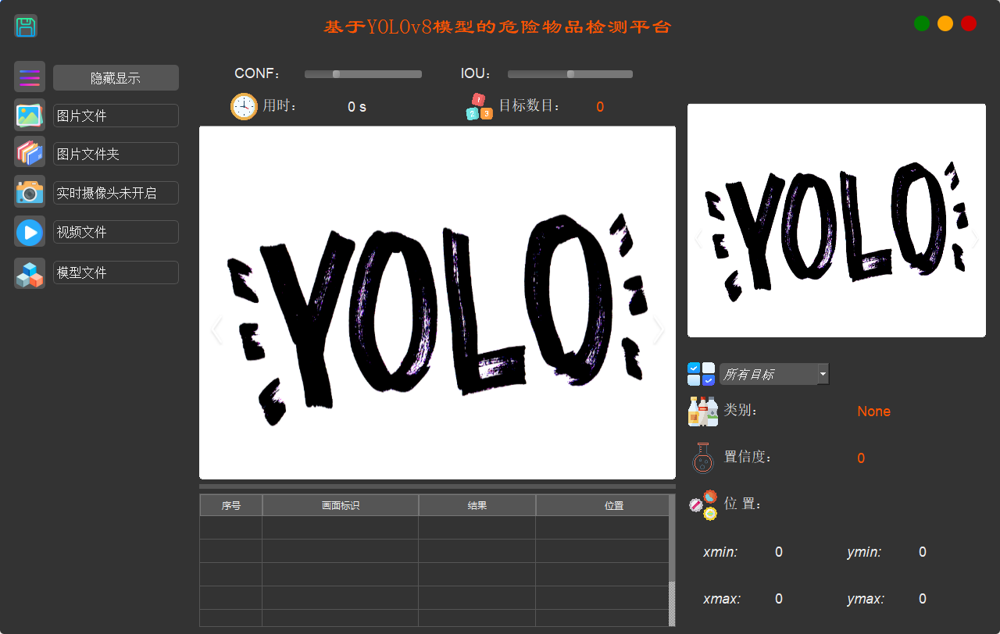 基于YOLOv8模型的危险物品检测平台
隐藏显示
图片文件
图片文件夹
实时摄像头未开启
视频文件
模型文件
CONF： IOU：
用时： 0 s 1 2 3 目标数目： 0
YOLO
序号 画面标识 结果 位置
YOLO
所有目标
类别： None
置信度： 0
位 置：
xmin: 0 ymin: 0
xmax: 0 ymax: 0